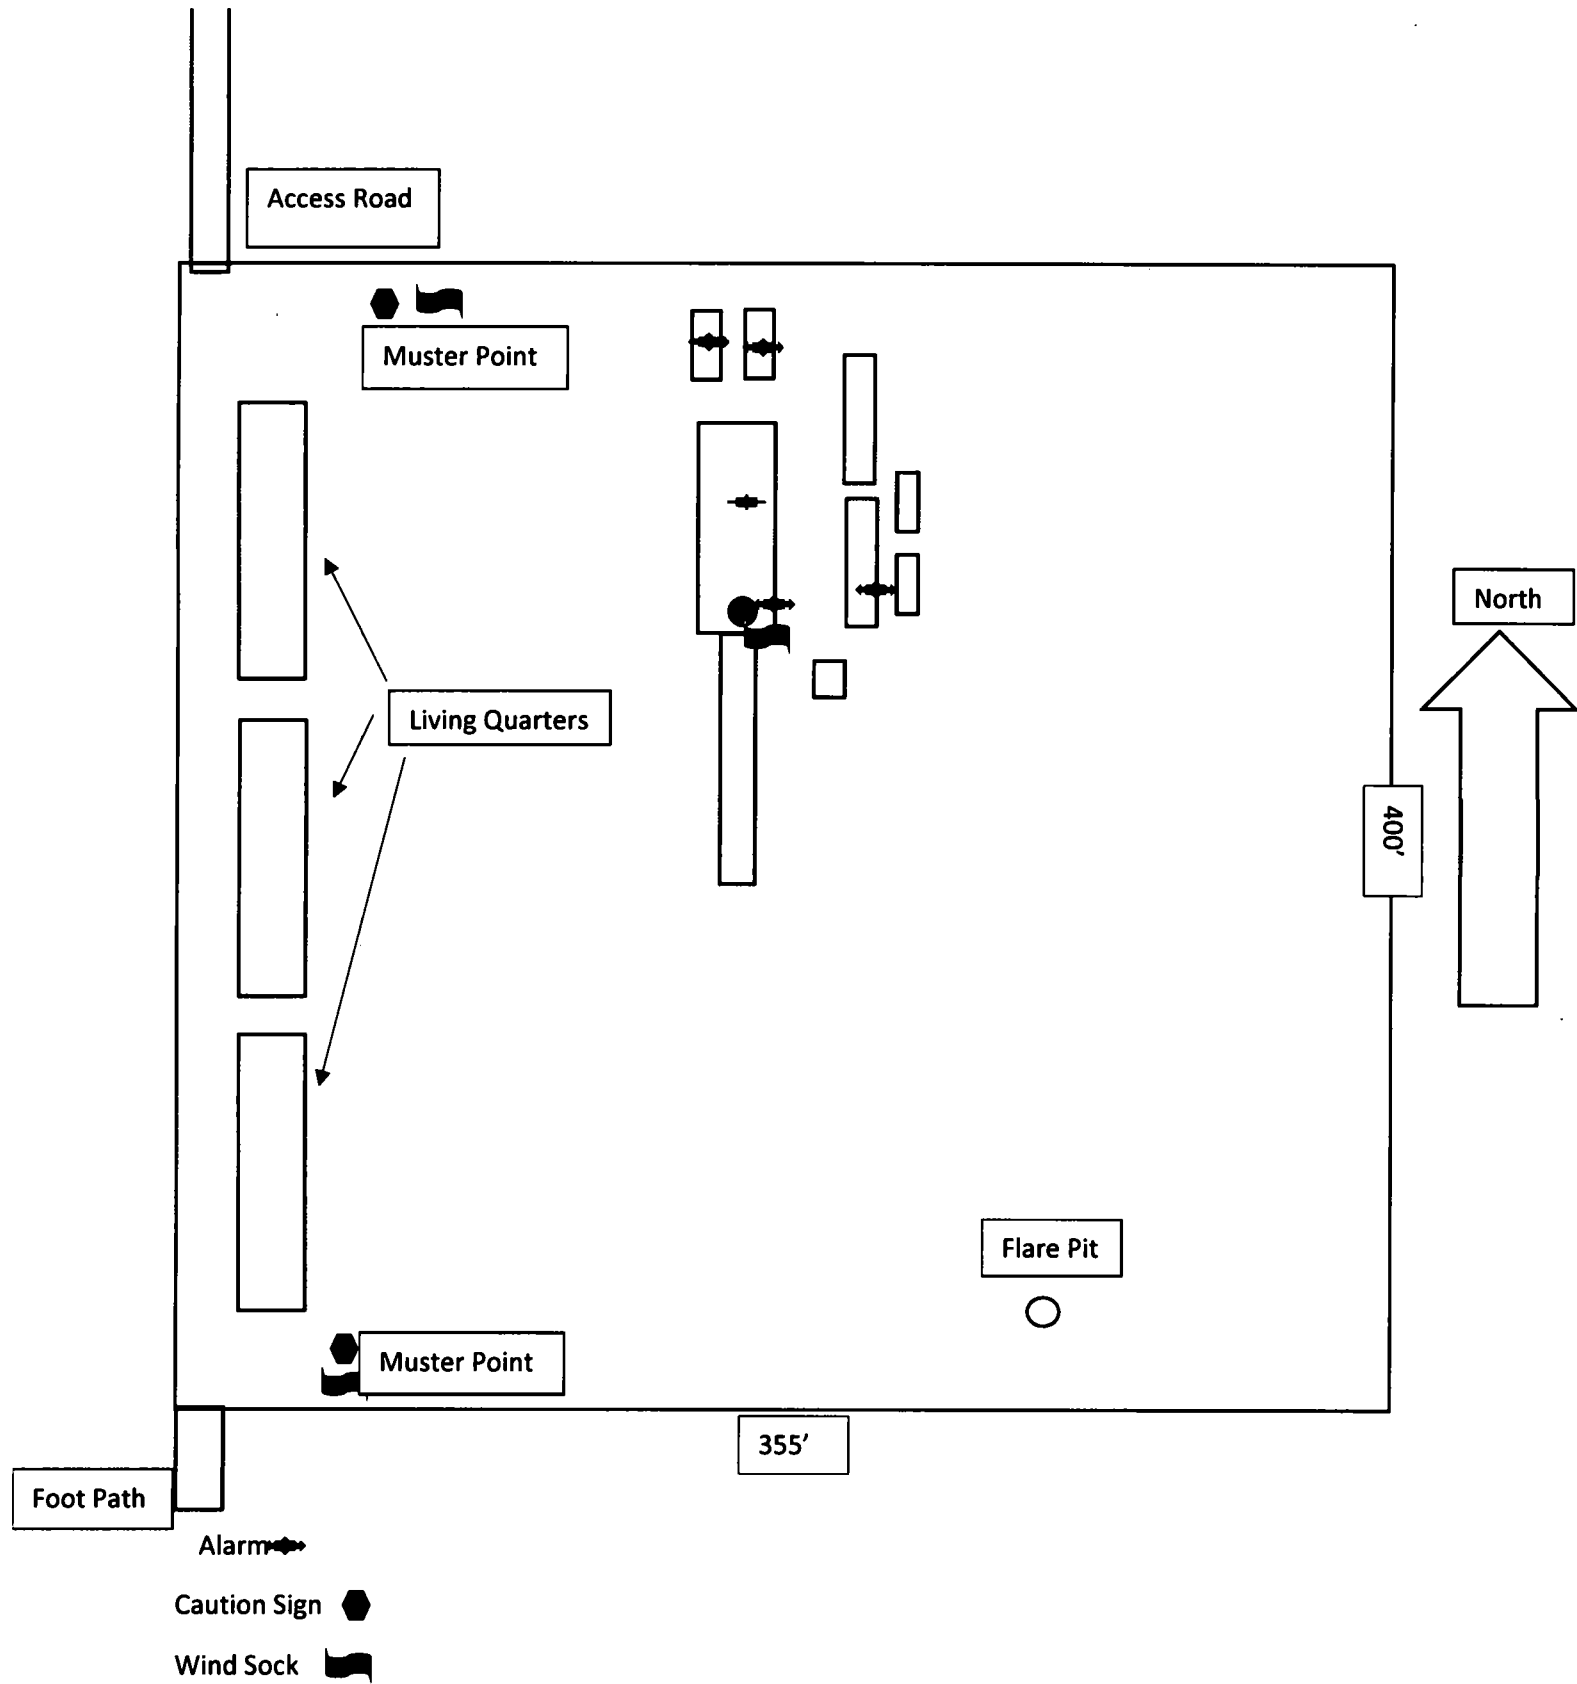 Access Road
Muster Point
North
Living Quarters
400'
Flare Pit
Muster Point
355'
Foot Path
Alarm
Caution Sign
Wind Sock